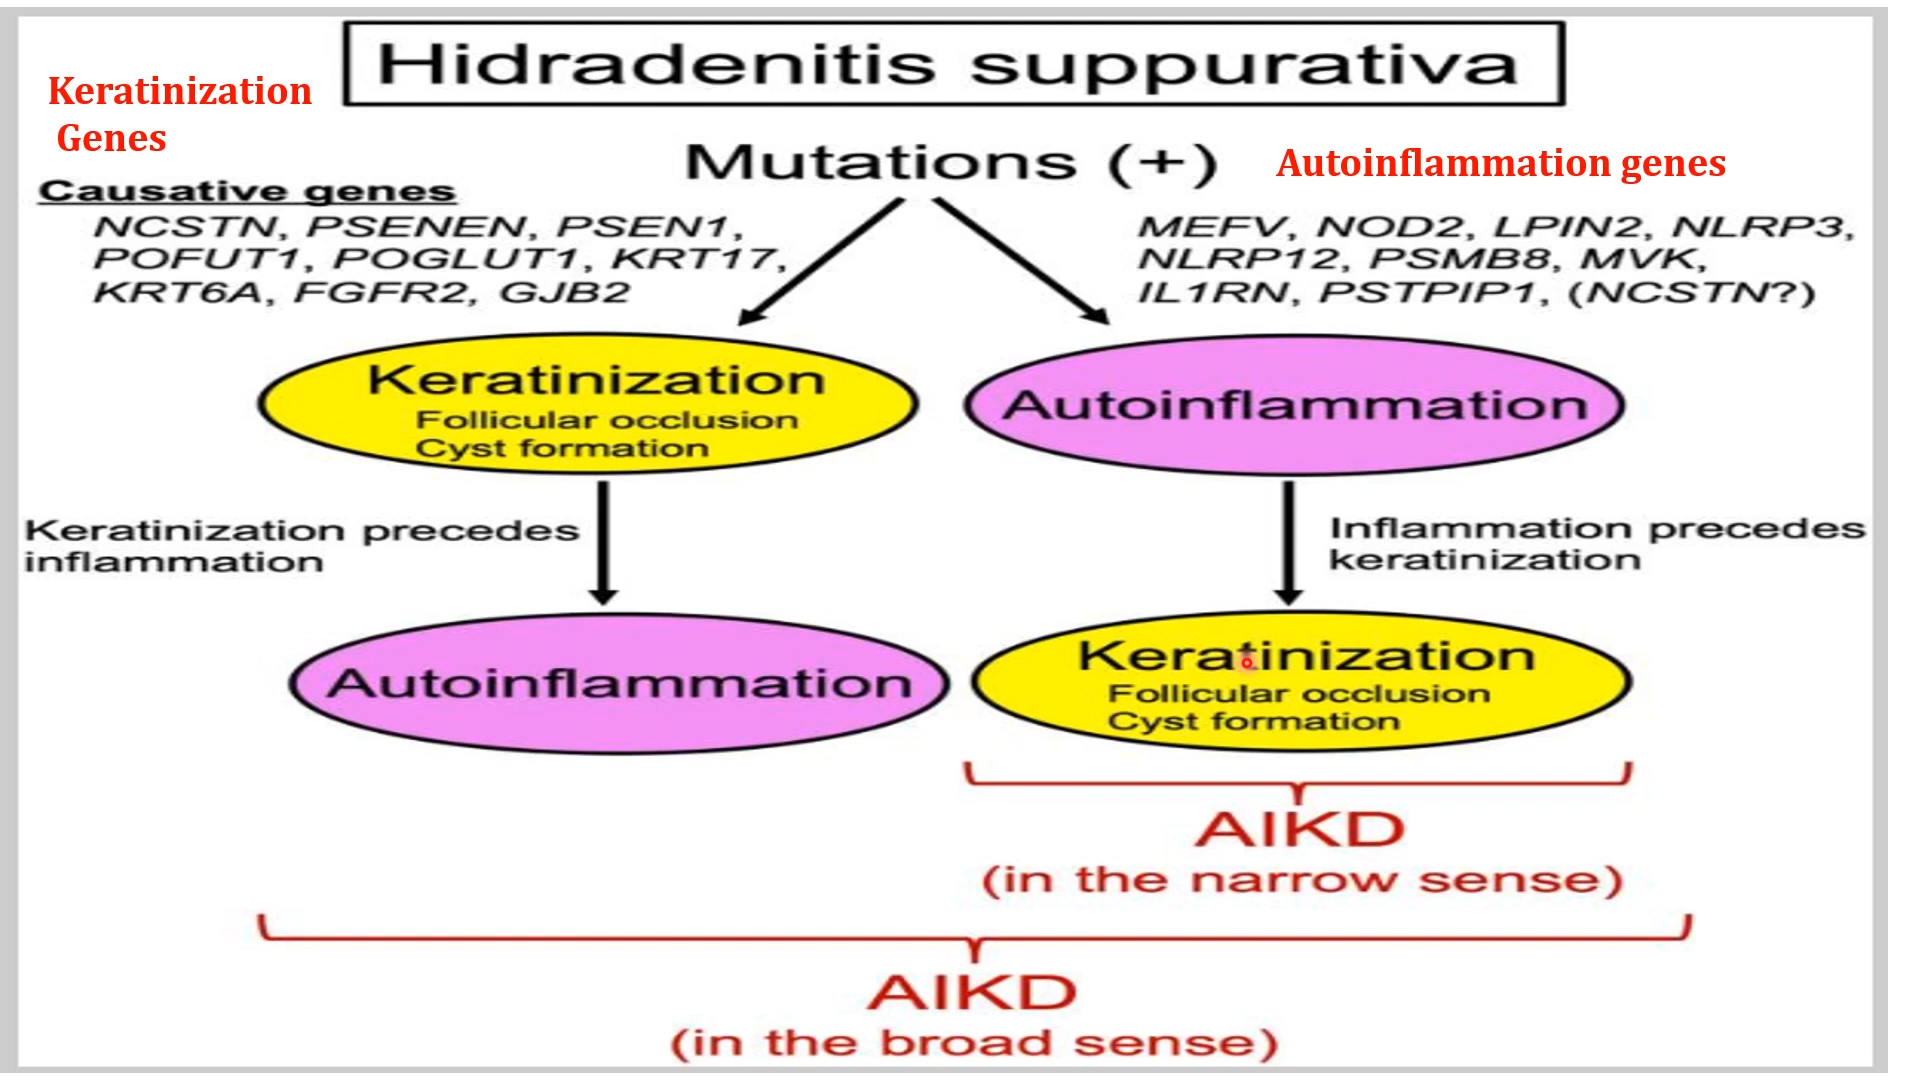 Hidradenitis suppurativa
Keratinization
Genes
Mutations (+)
Autoinflammation genes
Causative genes
NCSTN, PSENEN, PSEN1,
POFUT1, POGLUT1, KRT17,
KRT6A, FGFR2, GJB2
MEFV, NOD2, LPIN2, NLRP3,
NLRP12, PSMB8, MVK,
IL1RN, PSTPIP1, (NCSTN?)
Keratinization
Follicular occlusion
Cyst formation
Autoinflammation
Keratinization precedes
inflammation
Inflammation precedes
keratinization
Autoinflammation
Keratinization
Follicular occlusion
Cyst formation
AIKD
(in the narrow sense)
AIKD
(in the broad sense)